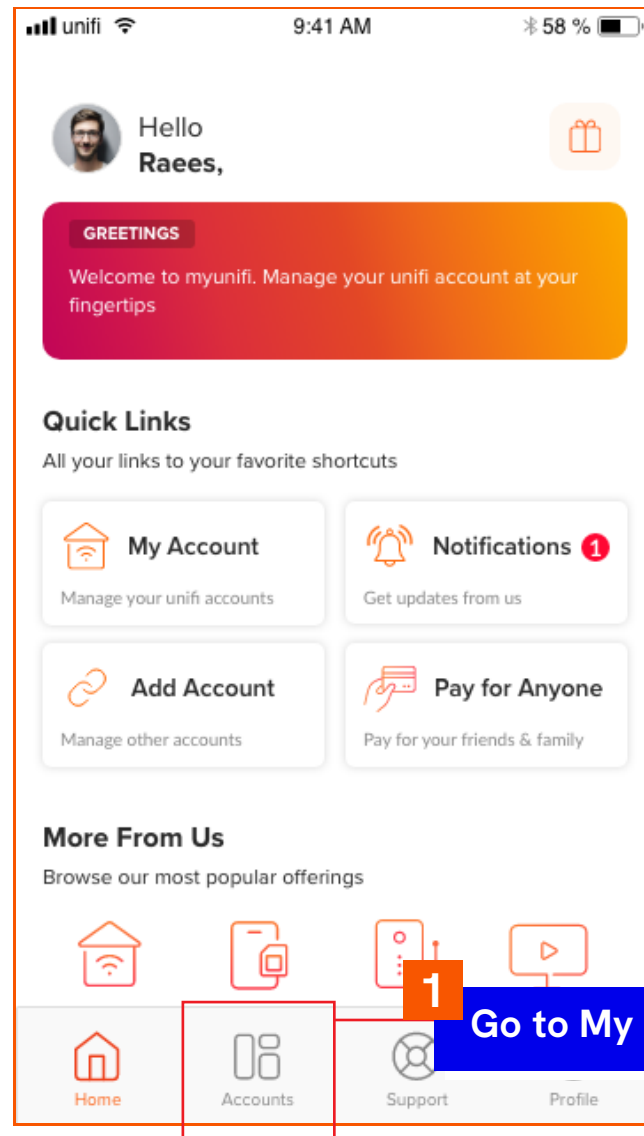 unifi 9:41 AM 58 %
Hello
Raees,
GREETINGS
Welcome to myunifi. Manage your unifi account at your
fingertips
Quick Links
All your links to your favorite shortcuts
My Account
Manage your unifi accounts
Notifications 1
Get updates from us
Add Account
Manage other accounts
Pay for Anyone
Pay for your friends & family
More From Us
Browse our most popular offerings
1
Go to My
Home Accounts Support Profile